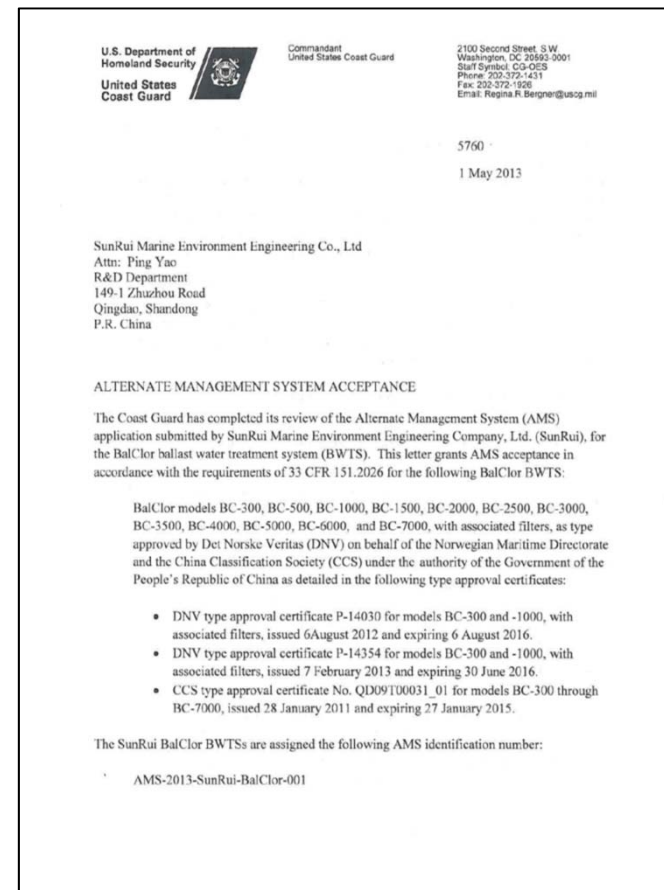 U.S. Department of
Homeland Security
United States
Coast Guard
Commandant
United States Coast Guard
2100 Second Street, S.W.
Washington, DC 20593-0001
Staff Symbol: CG-OES
Phone: 202-372-1431
Fax: 202-372-1926
Email: Regina.R.Bergner@uscg.mil
5760
1 May 2013
SunRui Marine Environment Engineering Co., Ltd
Attn: Ping Yao
R&D Department
149-1 Zhuzhou Road
Qingdao, Shandong
P.R. China
ALTERNATE MANAGEMENT SYSTEM ACCEPTANCE
The Coast Guard has completed its review of the Alternate Management System (AMS)
application submitted by SunRui Marine Environment Engineering Company, Ltd. (SunRui), for
the BalClor ballast water treatment system (BWTS). This letter grants AMS acceptance in
accordance with the requirements of 33 CFR 151.2026 for the following BalClor BWTS:
BalClor models BC-300, BC-500, BC-1000, BC-1500, BC-2000, BC-2500, BC-3000,
BC-3500, BC-4000, BC-5000, BC-6000, and BC-7000, with associated filters, as type
approved by Det Norske Veritas (DNV) on behalf of the Norwegian Maritime Directorate
and the China Classification Society (CCS) under the authority of the Government of the
People's Republic of China as detailed in the following type approval certificates:
• DNV type approval certificate P-14030 for models BC-300 and -1000, with
associated filters, issued 6August 2012 and expiring 6 August 2016.
• DNV type approval certificate P-14354 for models BC-300 and -1000, with
associated filters, issued 7 February 2013 and expiring 30 June 2016.
• CCS type approval certificate No. QD09T00031_01 for models BC-300 through
BC-7000, issued 28 January 2011 and expiring 27 January 2015.
The SunRui BalClor BWTSs are assigned the following AMS identification number:
AMS-2013-SunRui-BalClor-001